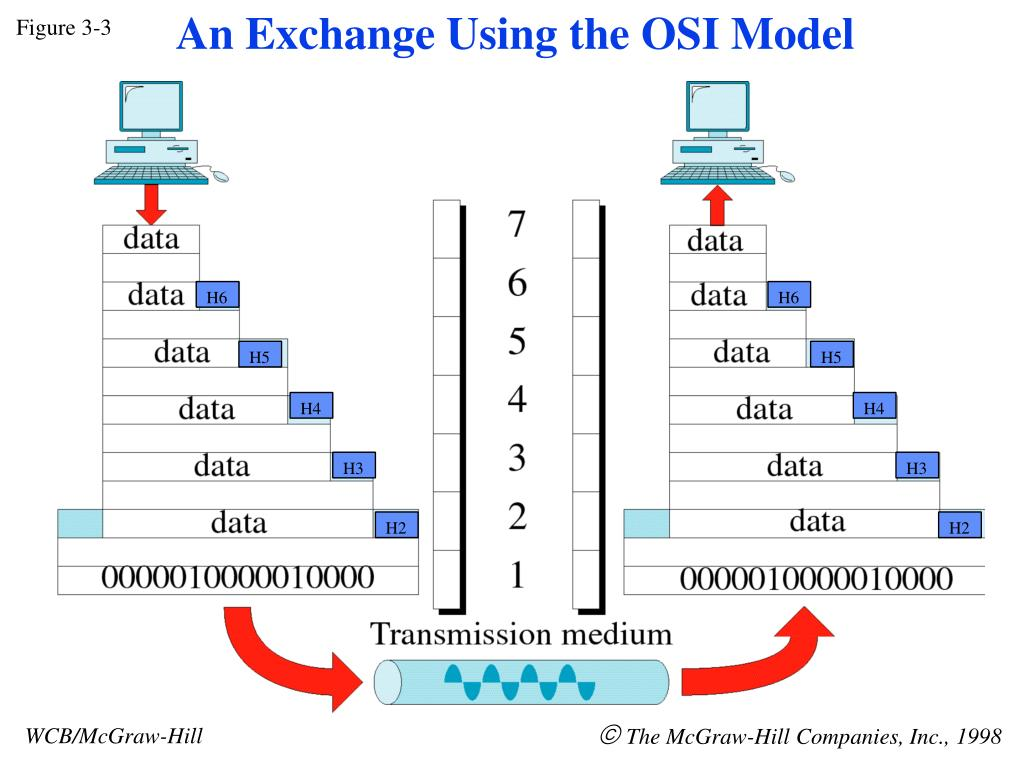 Figure 3-3
An Exchange Using the OSI Model
data 7 data
data H6 6 data H6
data H5 5 data H5
data H4 4 data H4
data H3 3 data H3
data H2 2 data H2
0000010000010000 1 0000010000010000
Transmission medium
WCB/McGraw-Hill
© The McGraw-Hill Companies, Inc., 1998